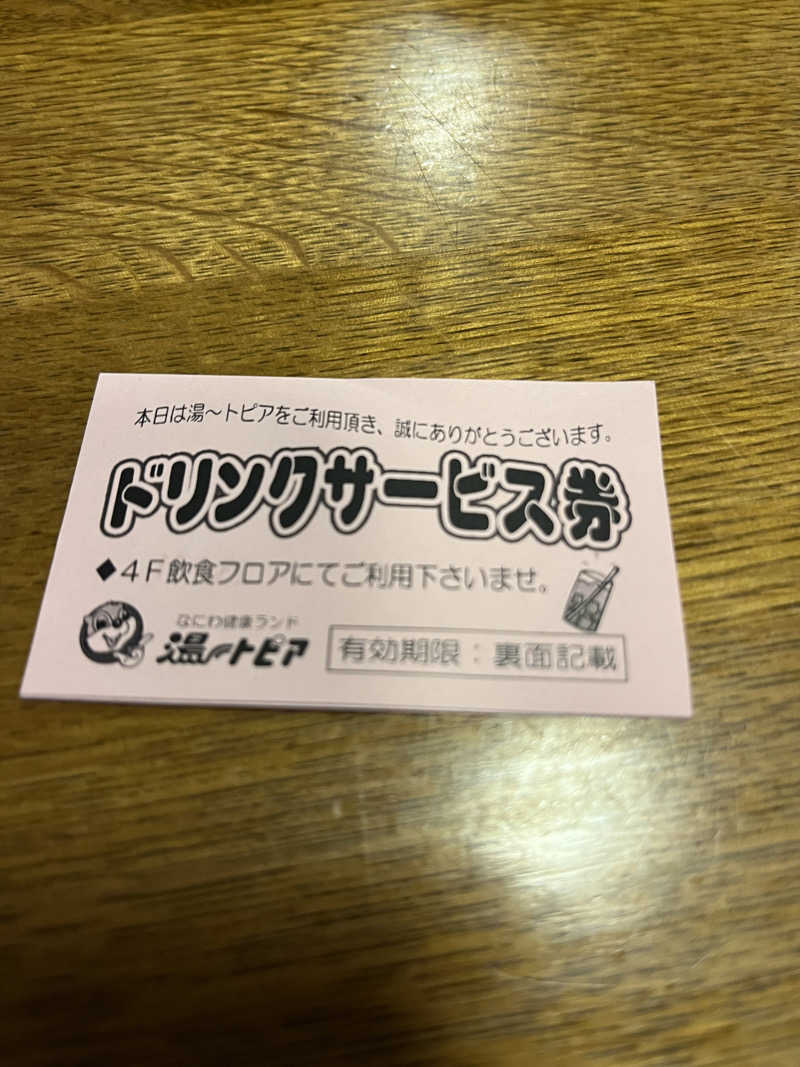 本日は湯〜トピアをご利用頂き、誠にありがとうございます。
ドリンクサービス券
◆４Ｆ飲食フロアにてご利用下さいませ。
なにわ健康ランド
湯〜トピア
有効期限：裏面記載